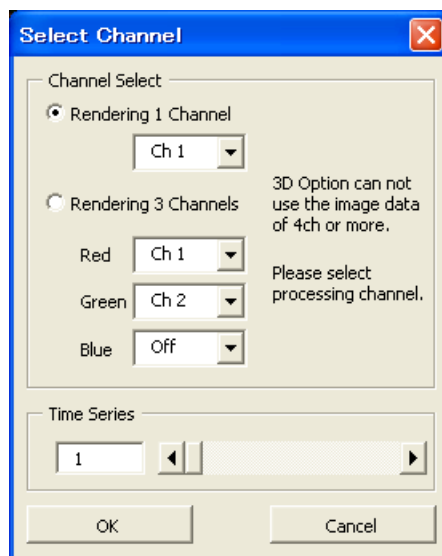 Select Channel
Channel Select
Rendering 1 Channel
Ch 1
Rendering 3 Channels
Red Ch 1
Green Ch 2
Blue Off
3D Option can not
use the image data
of 4ch or more.
Please select
processing channel.
Time Series
1
OK Cancel